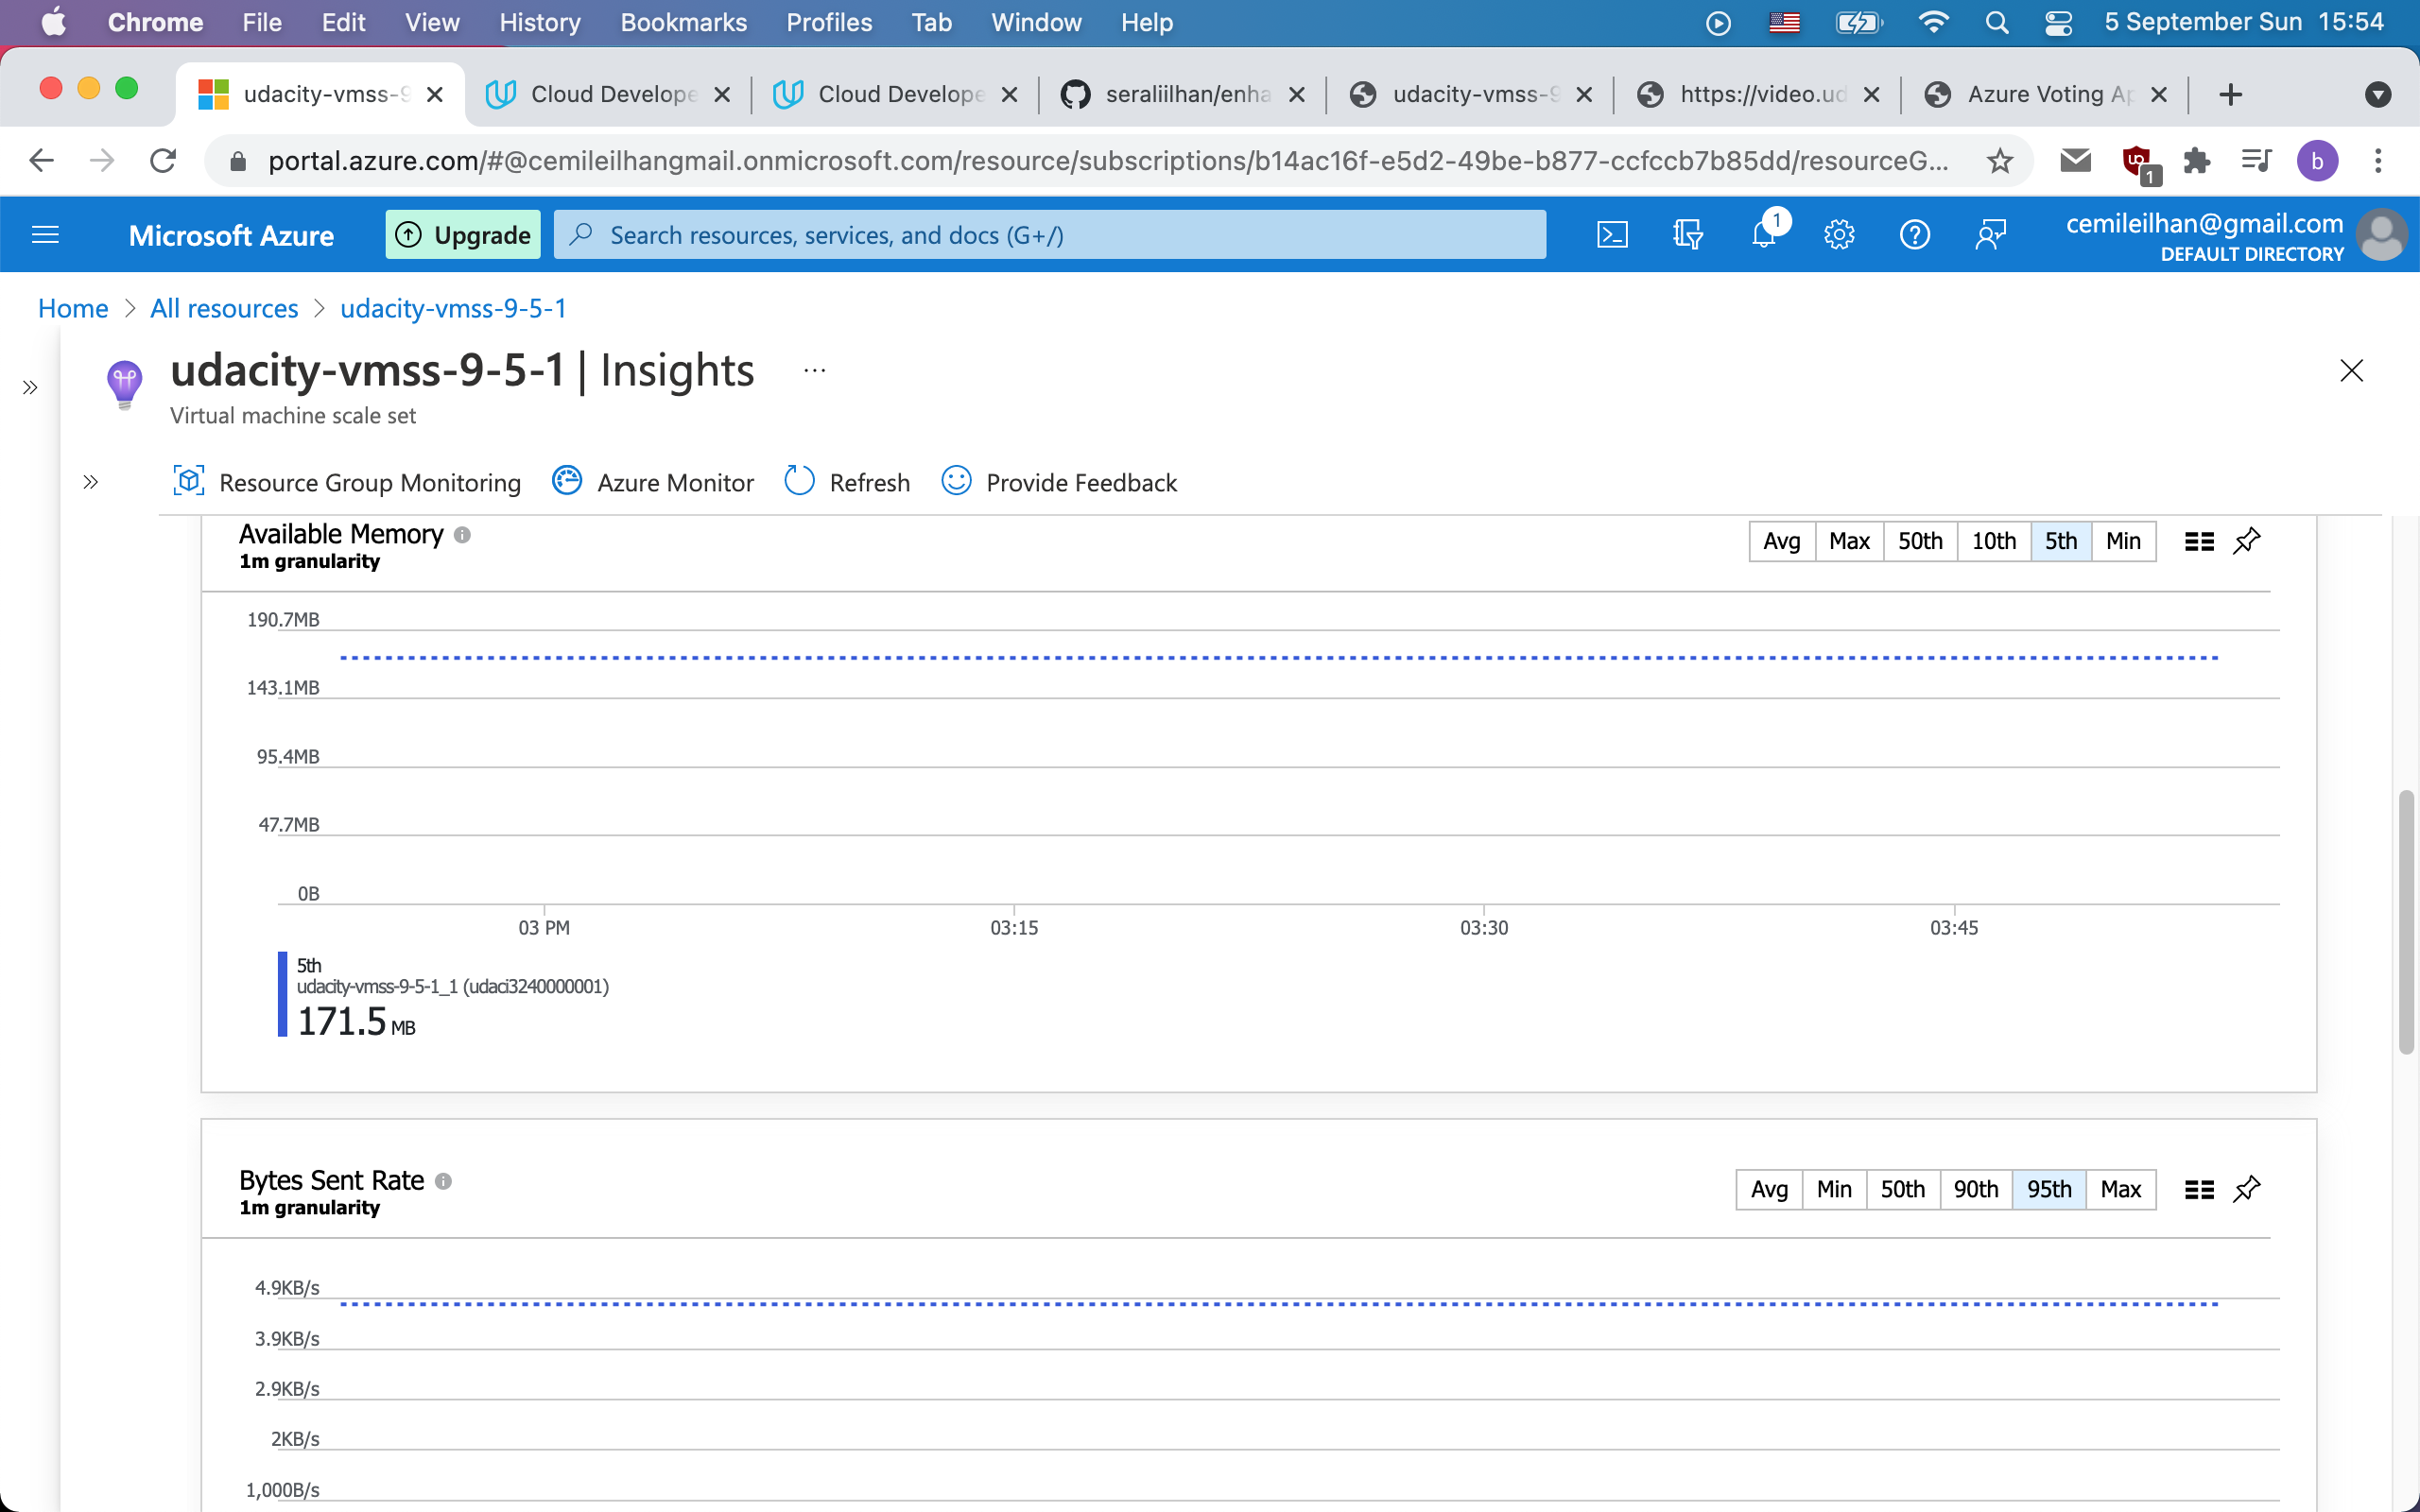 Chrome File Edit View History Bookmarks Profiles Tab Window Help 5 September Sun 15:54
udacity-vmss-9 Cloud Develope Cloud Develope seraliilhan/enha udacity-vmss-9 https://video.ud Azure Voting Ap
portal.azure.com/#@cemileilhangmail.onmicrosoft.com/resource/subscriptions/b14ac16f-e5d2-49be-b877-ccfccb7b85dd/resourceG... 1 b
Microsoft Azure Upgrade Search resources, services, and docs (G+/) 1 cemileilhan@gmail.com
DEFAULT DIRECTORY
Home > All resources > udacity-vmss-9-5-1
udacity-vmss-9-5-1 | Insights ...
Virtual machine scale set
Resource Group Monitoring Azure Monitor Refresh Provide Feedback
Available Memory Avg Max 50th 10th 5th Min
1m granularity
190.7MB
143.1MB
95.4MB
47.7MB
0B
03 PM 03:15 03:30 03:45
5th
udacity-vmss-9-5-1_1 (udaci3240000001)
171.5 MB
Bytes Sent Rate Avg Min 50th 90th 95th Max
1m granularity
4.9KB/s
3.9KB/s
2.9KB/s
2KB/s
1,000B/s